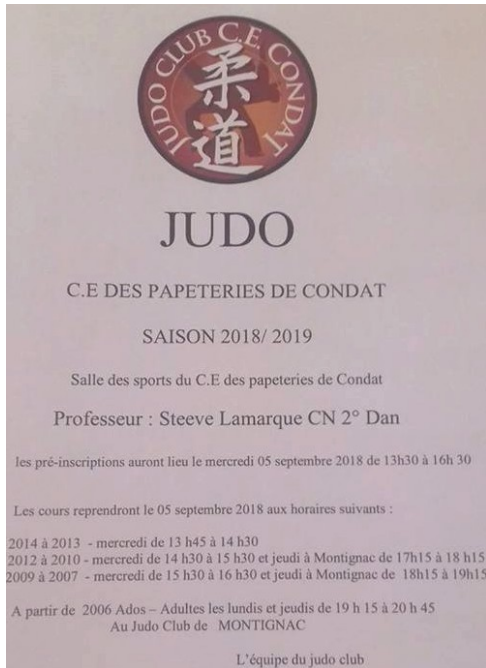 JUDO CLUB C.E. CONDAT
柔道
JUDO
C.E DES PAPETERIES DE CONDAT
SAISON 2018/ 2019
Salle des sports du C.E des papeteries de Condat
Professeur : Steeve Lamarque CN 2° Dan
les pré-inscriptions auront lieu le mercredi 05 septembre 2018 de 13h30 à 16h 30
Les cours reprendront le 05 septembre 2018 aux horaires suivants :
2014 à 2013 - mercredi de 13 h45 à 14 h30
2012 à 2010 - mercredi de 14 h30 à 15 h30 et jeudi à Montignac de 17h15 à 18 h15
2009 à 2007 - mercredi de 15 h30 à 16 h30 et jeudi à Montignac de 18h15 à 19h15
A partir de 2006 Ados – Adultes les lundis et jeudis de 19 h 15 à 20 h 45
Au Judo Club de MONTIGNAC
L'équipe du judo club